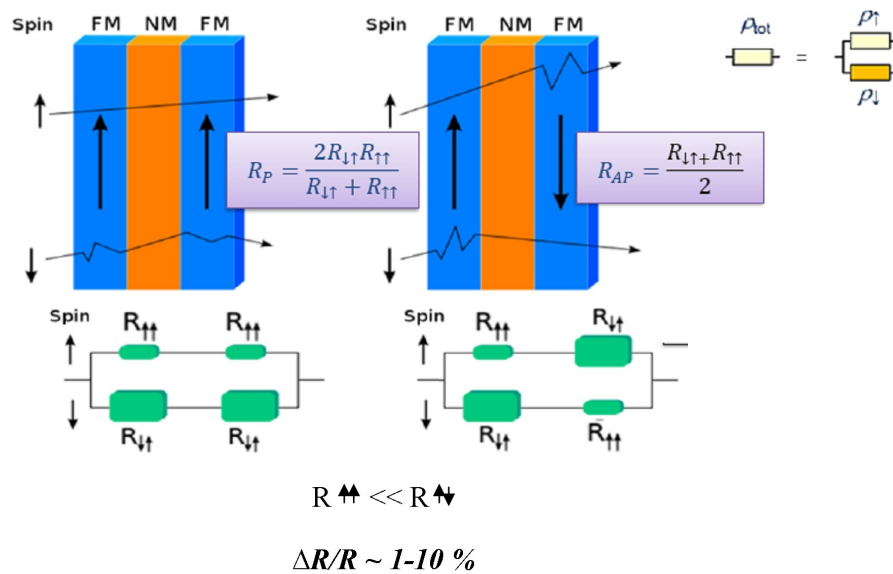 Spin FM NM FM
Spin FM NM FM
ρtot = ρ↑ ρ↓
R_P = 2R↓↑R↑↑ / (R↓↑ + R↑↑)
R_AP = (R↓↑+ R↑↑) / 2
Spin R↑↑ R↑↑
R↓↑ R↓↑
Spin R↑↑ R↓↑
R↓↑ R↑↑
R ↑↑ << R ↑↓
ΔR/R ~ 1-10 %